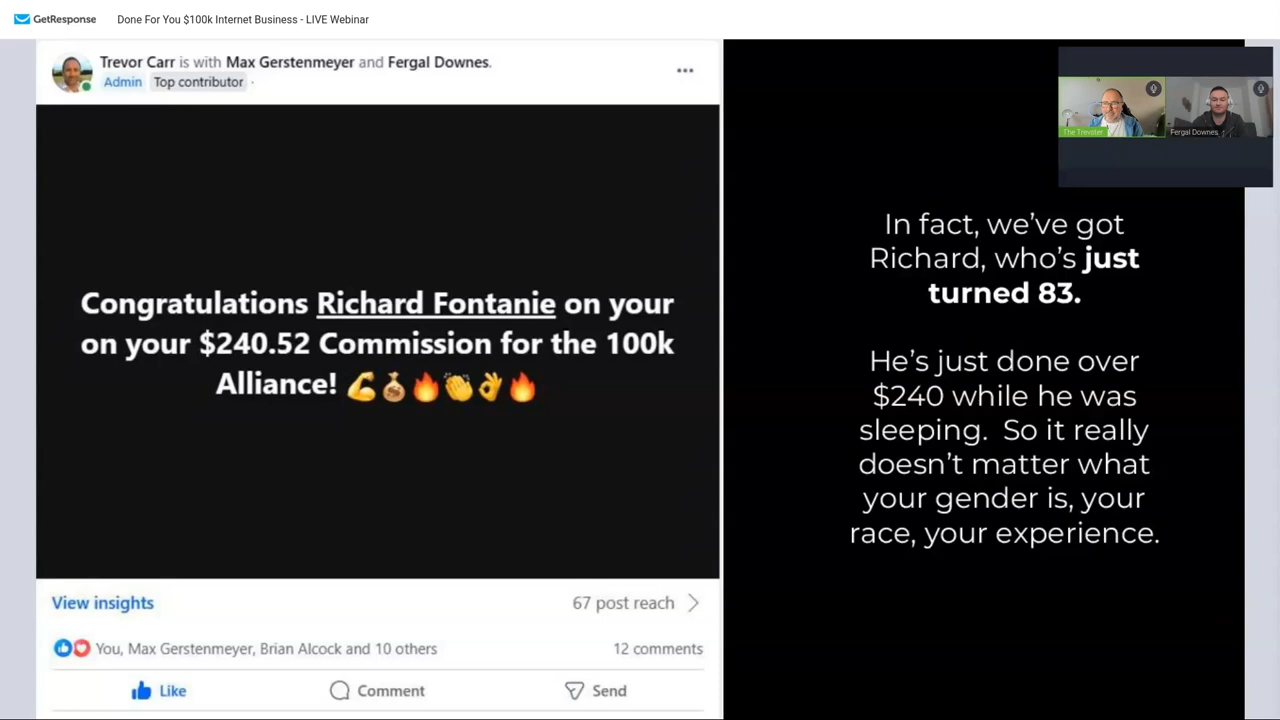 GetResponse
Done For You $100k Internet Business - LIVE Webinar
Trevor Carr is with Max Gerstenmeyer and Fergal Downes.
Admin Top contributor ·
Congratulations Richard Fontanie on your
on your $240.52 Commission for the 100k
Alliance! 💪💰🔥👏👌🔥
View insights
67 post reach
You, Max Gerstenmeyer, Brian Alcock and 10 others
12 comments
Like
Comment
Send
The Trevster
Fergal Downes
In fact, we’ve got
Richard, who’s just
turned 83.
He’s just done over
$240 while he was
sleeping. So it really
doesn’t matter what
your gender is, your
race, your experience.